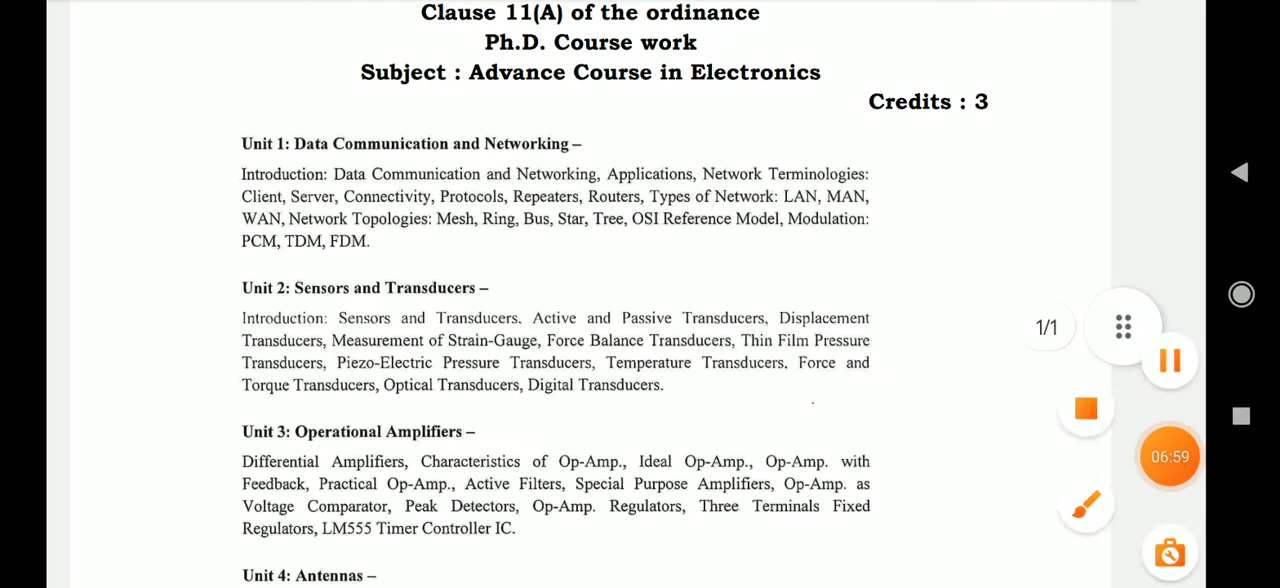 Clause 11(A) of the ordinance
Ph.D. Course work
Subject : Advance Course in Electronics
Credits : 3
Unit 1: Data Communication and Networking –
Introduction: Data Communication and Networking, Applications, Network Terminologies:
Client, Server, Connectivity, Protocols, Repeaters, Routers, Types of Network: LAN, MAN,
WAN, Network Topologies: Mesh, Ring, Bus, Star, Tree, OSI Reference Model, Modulation:
PCM, TDM, FDM.
Unit 2: Sensors and Transducers –
Introduction: Sensors and Transducers. Active and Passive Transducers, Displacement
Transducers, Measurement of Strain-Gauge, Force Balance Transducers, Thin Film Pressure
Transducers, Piezo-Electric Pressure Transducers, Temperature Transducers, Force and
Torque Transducers, Optical Transducers, Digital Transducers.
Unit 3: Operational Amplifiers –
Differential Amplifiers, Characteristics of Op-Amp., Ideal Op-Amp., Op-Amp. with
Feedback, Practical Op-Amp., Active Filters, Special Purpose Amplifiers, Op-Amp. as
Voltage Comparator, Peak Detectors, Op-Amp. Regulators, Three Terminals Fixed
Regulators, LM555 Timer Controller IC.
Unit 4: Antennas –
1/1
06:59